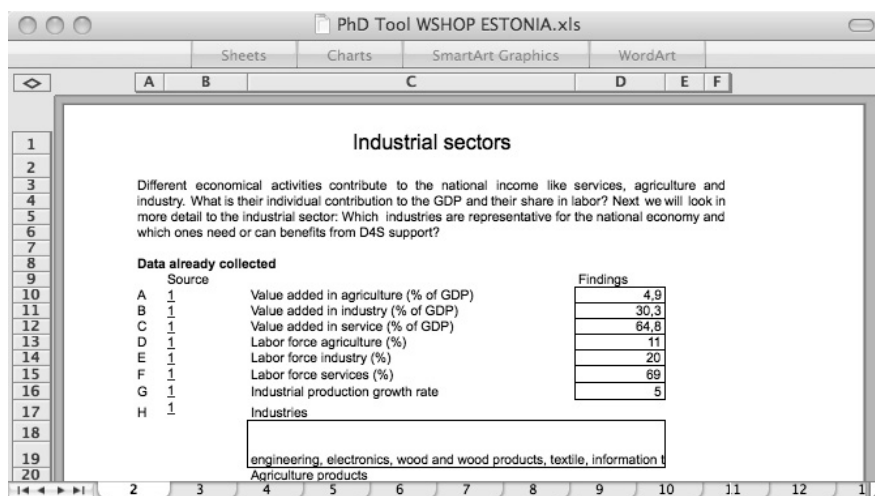 PhD Tool WSHOP ESTONIA.xls
Sheets Charts SmartArt Graphics WordArt
A B C D E F
1 Industrial sectors
2
3 Different economical activities contribute to the national income like services, agriculture and
4 industry. What is their individual contribution to the GDP and their share in labor? Next we will look in
5 more detail to the industrial sector: Which industries are representative for the national economy and
6 which ones need or can benefits from D4S support?
7
8 Data already collected
9 Source Findings
10 A 1 Value added in agriculture (% of GDP) 4,9
11 B 1 Value added in industry (% of GDP) 30,3
12 C 1 Value added in service (% of GDP) 64,8
13 D 1 Labor force agriculture (%) 11
14 E 1 Labor force industry (%) 20
15 F 1 Labor force services (%) 69
16 G 1 Industrial production growth rate 5
17 H 1 Industries
18
19 engineering, electronics, wood and wood products, textile, information t
20 Agriculture products
2 3 4 5 6 7 8 9 10 11 12 1